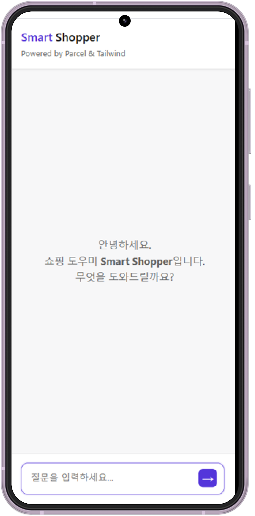 Smart Shopper
Powered by Parcel & Tailwind
안녕하세요.
쇼핑 도우미 Smart Shopper입니다.
무엇을 도와드릴까요?
질문을 입력하세요...
→